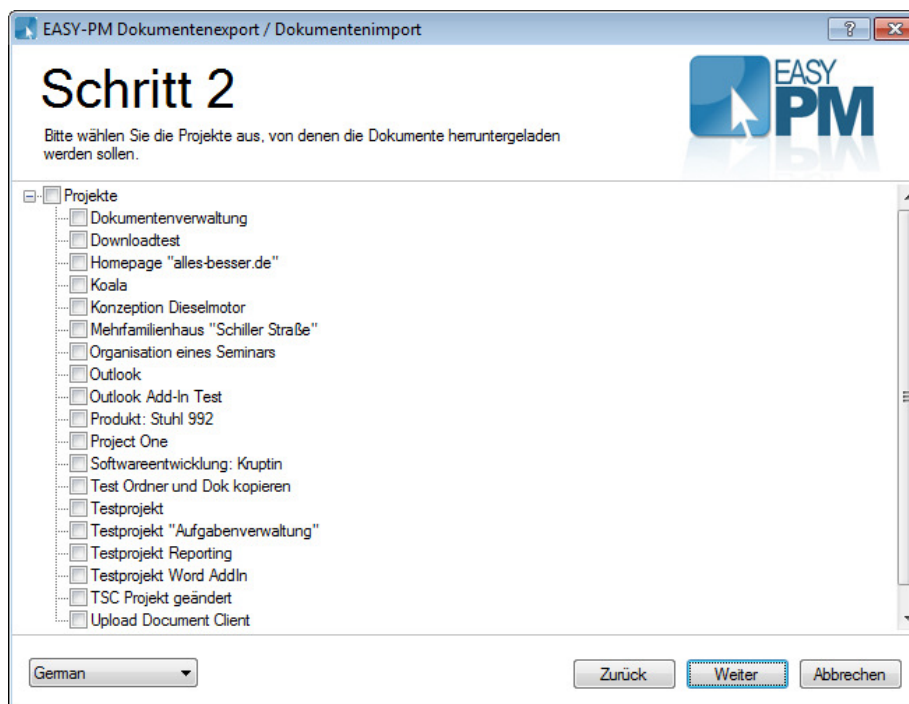 EASY-PM Dokumentenexport / Dokumentenimport
Schritt 2
EASY
PM
Bitte wählen Sie die Projekte aus, von denen die Dokumente herruntergeladen
werden sollen.
Projekte
Dokumentenverwaltung
Downloadtest
Homepage "alles-besser.de"
Koala
Konzeption Dieselmotor
Mehrfamilienhaus "Schiller Straße"
Organisation eines Seminars
Outlook
Outlook Add-In Test
Produkt: Stuhl 992
Project One
Softwareentwicklung: Kruptin
Test Ordner und Dok kopieren
Testprojekt
Testprojekt "Aufgabenverwaltung"
Testprojekt Reporting
Testprojekt Word AddIn
TSC Projekt geändert
Upload Document Client
German
Zurück
Weiter
Abbrechen